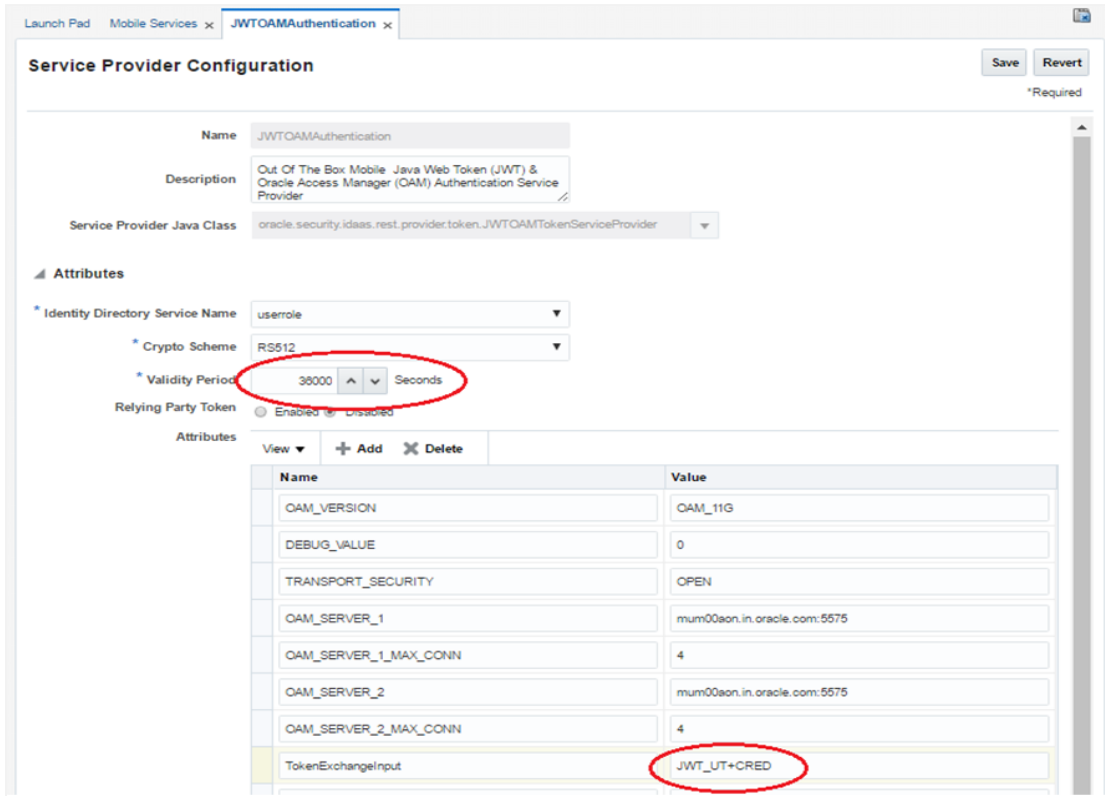 Launch Pad Mobile Services x JWTOAMAuthentication x
Service Provider Configuration Save Revert
*Required
Name JWTOAMAuthentication
Description Out Of The Box Mobile Java Web Token (JWT) &
Oracle Access Manager (OAM) Authentication Service
Provider
Service Provider Java Class oracle.security.idaas.rest.provider.token.JWTOAMTokenServiceProvider
Attributes
* Identity Directory Service Name userrole
* Crypto Scheme RS512
* Validity Period 36000 Seconds
Relying Party Token Enabled Disabled
Attributes
View Add Delete
Name Value
OAM_VERSION OAM_11G
DEBUG_VALUE 0
TRANSPORT_SECURITY OPEN
OAM_SERVER_1 mum00aon.in.oracle.com:5575
OAM_SERVER_1_MAX_CONN 4
OAM_SERVER_2 mum00aon.in.oracle.com:5575
OAM_SERVER_2_MAX_CONN 4
TokenExchangeInput JWT_UT+CRED